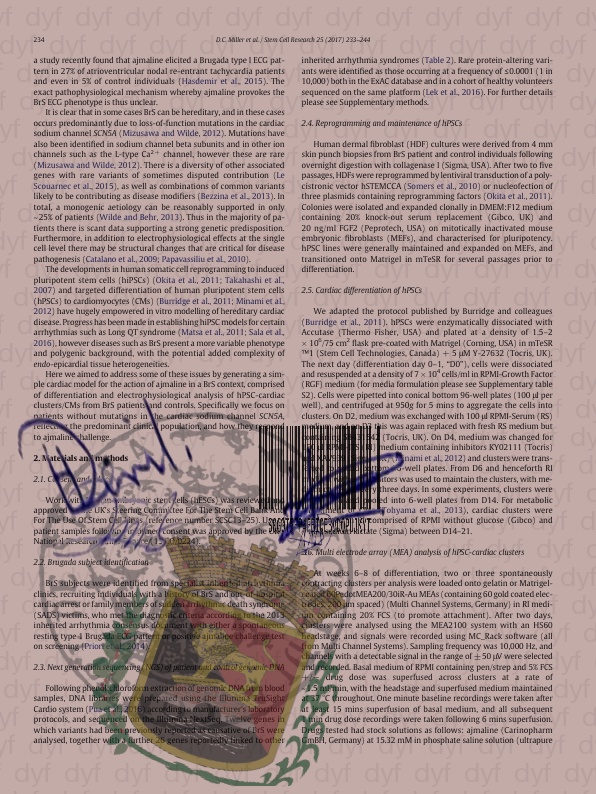 234
D.C. Miller et al. / Stem Cell Research 25 (2017) 233–244
a study recently found that ajmaline elicited a Brugada type I ECG pat-
tern in 27% of atrioventricular nodal re-entrant tachycardia patients
and even in 5% of control individuals (Hasdemir et al., 2015). The
exact pathophysiological mechanism whereby ajmaline provokes the
BrS ECG phenotype is thus unclear.
It is clear that in some cases BrS can be hereditary, and in these cases
occurs predominantly due to loss-of-function mutations in the cardiac
sodium channel SCN5A (Mizusawa and Wilde, 2012). Mutations have
also been identified in sodium channel beta subunits and in other ion
channels such as the L-type Ca2+ channel, however these are rare
(Mizusawa and Wilde, 2012). There is a diversity of other associated
genes with rare variants of sometimes disputed contribution (Le
Scouarnec et al., 2015), as well as combinations of common variants
likely to be contributing as disease modifiers (Bezzina et al., 2013). In
total, a monogenic aetiology can be reasonably supported in only
~25% of patients (Wilde and Behr, 2013). Thus in the majority of pa-
tients there is scant data supporting a strong genetic predisposition.
Furthermore, in addition to electrophysiological effects at the single
cell level there may be structural changes that are critical for disease
pathogenesis (Catalano et al., 2009; Papavassiliu et al., 2010).
The developments in human somatic cell reprogramming to induced
pluripotent stem cells (hiPSCs) (Okita et al., 2011; Takahashi et al.,
2007) and targeted differentiation of human pluripotent stem cells
(hPSCs) to cardiomyocytes (CMs) (Burridge et al., 2011; Minami et al.,
2012) have hugely empowered in vitro modelling of hereditary cardiac
disease. Progress has been made in establishing hiPSC models for certain
arrhythmias such as Long QT syndrome (Matsa et al., 2011; Sala et al.,
2016), however diseases such as BrS present a more variable phenotype
and polygenic background, with the potential added complexity of
endo-epicardial tissue heterogeneities.
Here we aimed to address some of these issues by generating a sim-
ple cardiac model for the action of ajmaline in a BrS context, comprised
of differentiation and electrophysiological analysis of hPSC-cardiac
clusters/CMs from BrS patients and controls. Specifically we focus on
patients without mutations in the cardiac sodium channel SCN5A,
reflecting the predominant clinical population, and how they respond
to ajmaline challenge.
2. Materials and methods
2.1.
Work with embryonic stem cells (hESCs) was reviewed and
approved UK's Steering Committee For The Stem Cell Bank And
For The Use Of Stem Cell Lines (reference number SCSC13-25).
patient samples consent was approved by the
National Research
2.2. Brugada subject identification
BrS subjects were identified from specialist inherited arrhythmia
clinics, recruiting individuals with a history of BrS and out-of-hospital
cardiac arrest or family members of sudden arrhythmic death syndrome
(SADS) victims, who met the diagnostic criteria according to the 2013
inherited arrhythmia consensus document with either a spontaneous
resting type 1 Brugada pattern or positive ajmaline challenge test
on screening (Priori et al., 2014).
2.3. Next generation sequencing (NGS) of patient and control genomic DNA
Following phenol/chloroform extraction of genomic DNA from blood
samples, DNA libraries were prepared using the Illumina TruSight
Cardio system (Pua et al., 2016) according to manufacturer's laboratory
protocols, and sequenced on the Illumina NextSeq. Twelve genes in
which variants had been previously reported as causative of BrS were
analysed, together with a further 26 genes reportedly linked to other
inherited arrhythmia syndromes (Table 2). Rare protein-altering vari-
ants were identified as those occurring at a frequency of ≤0.0001 (1 in
10,000) both in the ExAC database and in a cohort of healthy volunteers
sequenced on the same platform (Lek et al., 2016). For further details
please see Supplementary methods.
2.4. Reprogramming and maintenance of hPSCs
Human dermal fibroblast (HDF) cultures were derived from 4 mm
skin punch biopsies from BrS patient and control individuals following
overnight digestion with collagenase I (Sigma, USA). After two to five
passages, HDFs were reprogrammed by lentiviral transduction of a poly-
cistronic vector hSTEMCCA (Somers et al., 2010) or nucleofection of
three plasmids containing reprogramming factors (Okita et al., 2011).
Colonies were isolated and expanded clonally in DMEM:F12 medium
containing 20% knock-out serum replacement (Gibco, UK) and
20 ng/ml FGF2 (Peprotech, USA) on mitotically inactivated mouse
embryonic fibroblasts (MEFs), and characterised for pluripotency.
hPSC lines were generally maintained and expanded on MEFs, and
transitioned onto Matrigel in mTeSR for several passages prior to
differentiation.
2.5. Cardiac differentiation of hPSCs
We adapted the protocol published by Burridge and colleagues
(Burridge et al., 2011). hPSCs were enzymatically dissociated with
Accutase (Thermo Fisher, USA) and plated at a density of 1.5–2
× 10⁶/75 cm² flask pre-coated with Matrigel (Corning, USA) in mTeSR
™1 (Stem Cell Technologies, Canada) + 5 μM Y-27632 (Tocris, UK).
The next day (differentiation day 0–1, "D0"), cells were dissociated
and resuspended at a density of 7 × 10⁴ cells/ml in RPMI-Growth Factor
(RGF) medium (for media formulation please see Supplementary table
S2). Cells were pipetted into conical bottom 96-well plates (100 μl per
well), and centrifuged at 950g for 5 mins to aggregate the cells into
clusters. On D2, medium was exchanged with 100 μl RPMI-Serum (RS)
medium, and on D3 this was again replaced with fresh RS medium but
(Tocris, UK). On D4, medium was changed for
medium containing inhibitors KY02111 (Tocris)
(Minami et al., 2012) and clusters were trans-
-well plates. From D6 and henceforth RI
was used to maintain the clusters, with me-
three days. In some experiments, clusters were
into 6-well plates from D14. For metabolic
(Tohyama et al., 2013), cardiac clusters were
comprised of RPMI without glucose (Gibco) and
lactate (Sigma) between D14–21.
2.6. Multi electrode array (MEA) analysis of hPSC-cardiac clusters
At weeks 6–8 of differentiation, two or three spontaneously
contracting clusters per analysis were loaded onto gelatin or Matrigel-
MEA200/30iR-Au MEAs (containing 60 gold coated elec-
trodes, 200 μm spaced) (Multi Channel Systems, Germany) in RI medi-
um containing 20% FCS (to promote attachment). After two days,
clusters were analysed using the MEA2100 system with an HS60
headstage, and signals were recorded using MC_Rack software (all
from Multi Channel Systems). Sampling frequency was 10,000 Hz, and
channels with a detectable signal in the range of ± 50 μV were selected
and recorded. Basal medium of RPMI containing pen/strep and 5% FCS
drug dose was superfused across clusters at a rate of
~1.5 ml/min, with the headstage and superfused medium maintained
at 37 °C throughout. One minute baseline recordings were taken after
at least 15 min superfusion of basal medium, and all subsequent
1 min drug dose recordings were taken following 6 mins superfusion.
Drugs tested had stock solutions as follows: ajmaline (Carinopharm
GmBH, Germany) at 15.32 mM in phosphate saline solution (ultrapure